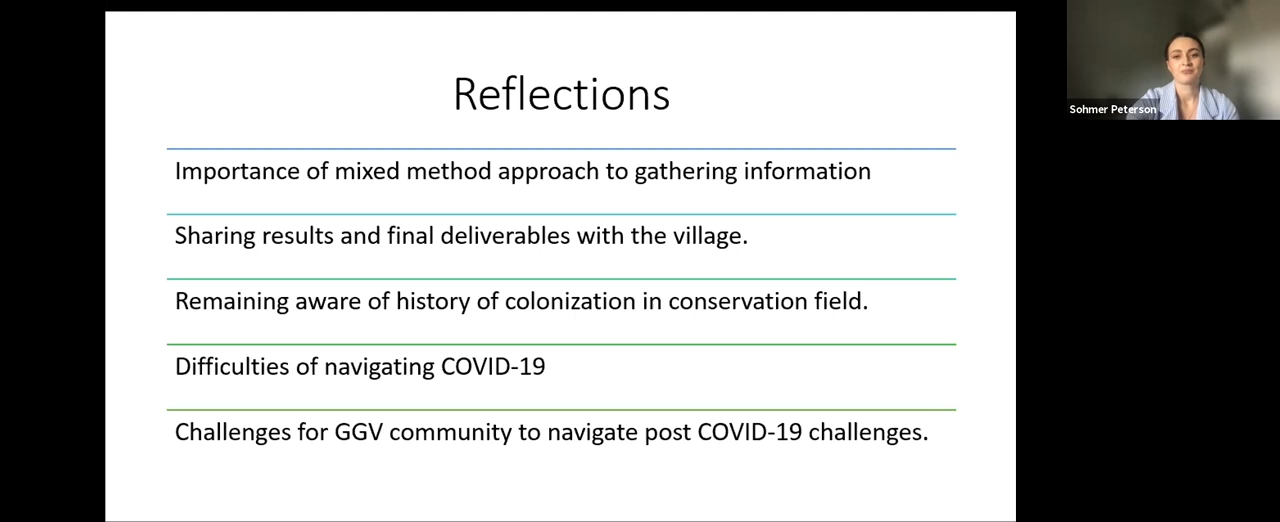 Reflections
Importance of mixed method approach to gathering information
Sharing results and final deliverables with the village.
Remaining aware of history of colonization in conservation field.
Difficulties of navigating COVID-19
Challenges for GGV community to navigate post COVID-19 challenges.
Sohmer Peterson